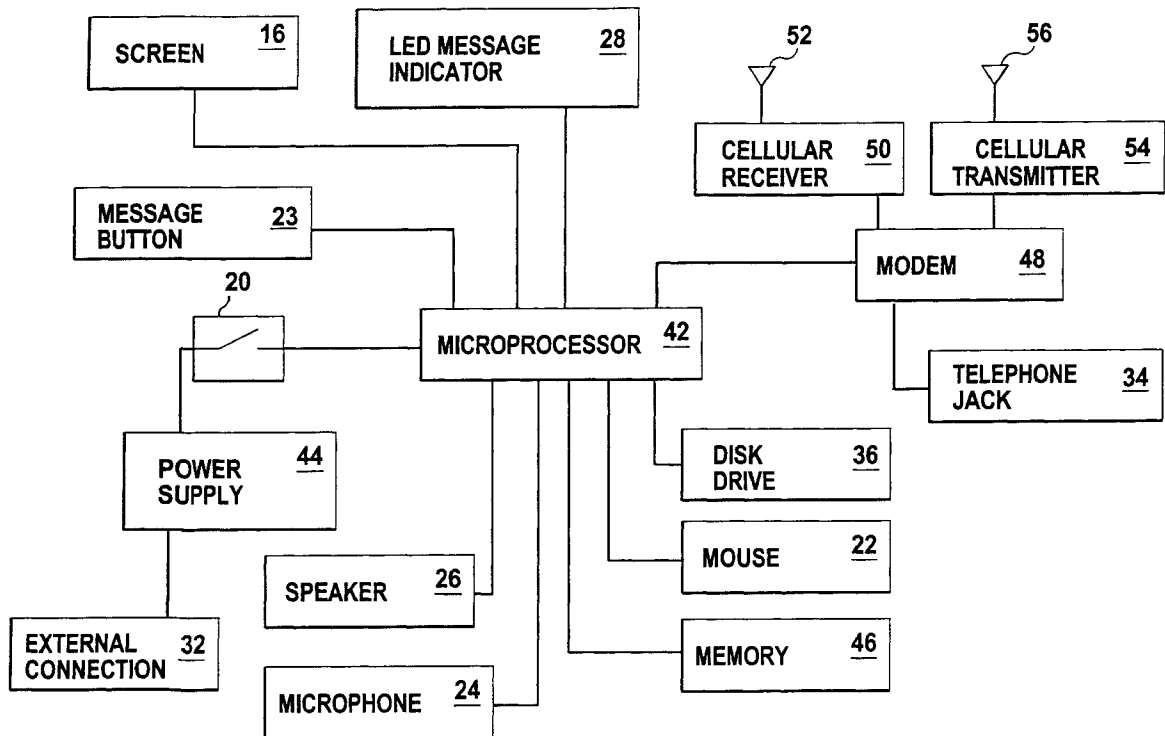 SCREEN 16
LED MESSAGE 28
INDICATOR
52
56
CELLULAR 50
RECEIVER
CELLULAR 54
TRANSMITTER
MESSAGE 23
BUTTON
MODEM 48
20
MICROPROCESSOR 42
TELEPHONE 34
JACK
POWER 44
SUPPLY
DISK 36
DRIVE
MOUSE 22
SPEAKER 26
EXTERNAL 32
CONNECTION
MEMORY 46
MICROPHONE 24